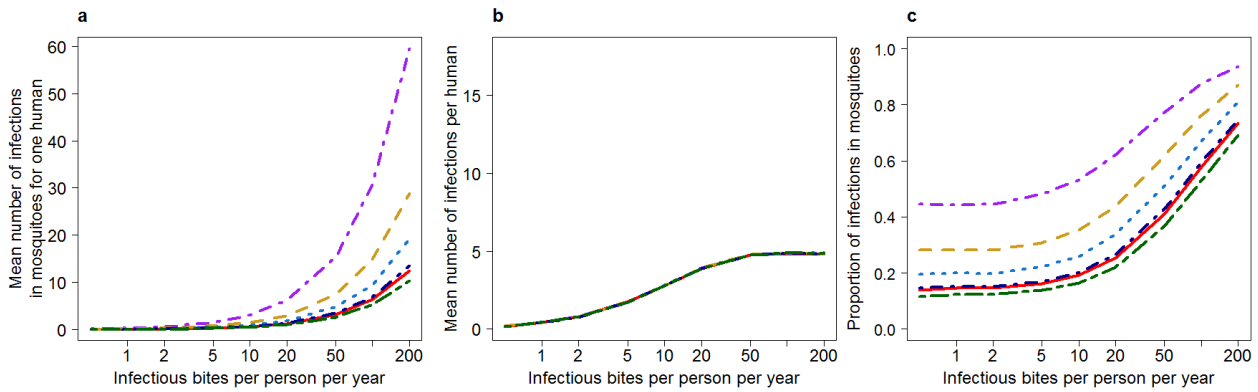 a
Mean number of infections
in mosquitoes for one human
60
50
40
30
20
10
0
1 2 5 10 20 50 200
Infectious bites per person per year
b
Mean number of infections per human
15
10
5
0
1 2 5 10 20 50 200
Infectious bites per person per year
c
Proportion of infections in mosquitoes
1.0
0.8
0.6
0.4
0.2
0.0
1 2 5 10 20 50 200
Infectious bites per person per year